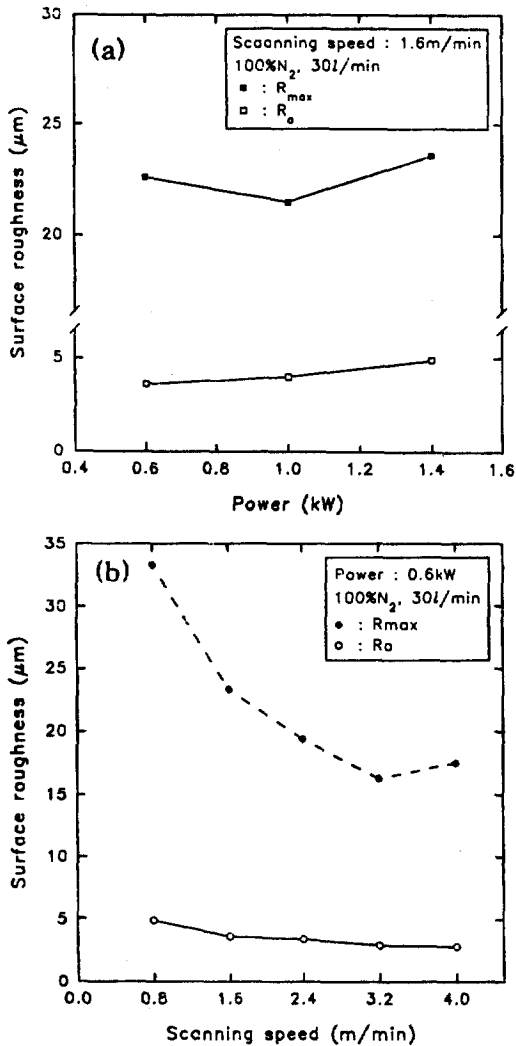 (a)
Scaanning speed : 1.6m/min
100%N2, 30l/min
■ : Rmax
□ : Ra
Surface roughness (μm)
30
25
20
5
0
0.4 0.6 0.8 1.0 1.2 1.4 1.6
Power (kW)
(b)
Power : 0.6kW
100%N2, 30l/min
● : Rmax
○ : Ra
Surface roughness (μm)
35
30
25
20
15
10
5
0
0.0 0.8 1.6 2.4 3.2 4.0
Scanning speed (m/min)